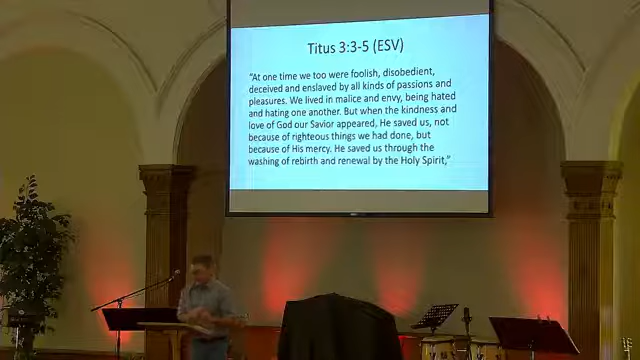 Titus 3:3-5 (ESV)
"At one time we too were foolish, disobedient,
deceived and enslaved by all kinds of passions and
pleasures. We lived in malice and envy, being hated
and hating one another. But when the kindness and
love of God our Savior appeared, He saved us, not
because of righteous things we had done, but
because of His mercy. He saved us through the
washing of rebirth and renewal by the Holy Spirit,"